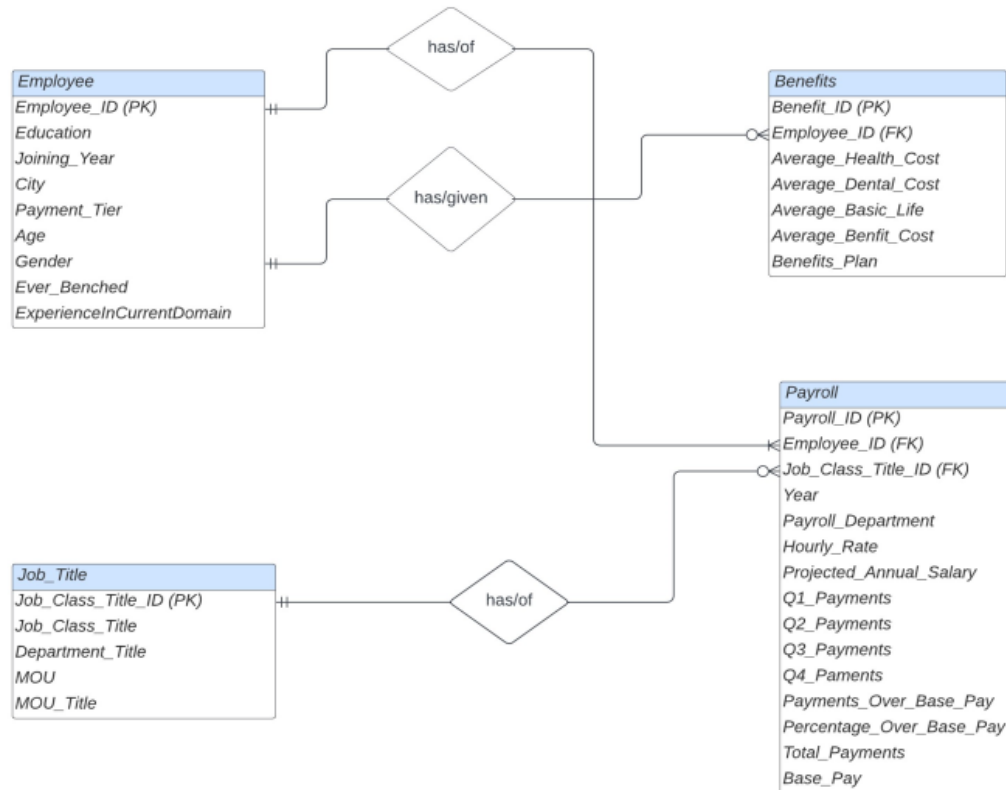 has/of
Employee
Employee_ID (PK)
Education
Joining_Year
City
Payment_Tier
Age
Gender
Ever_Benched
ExperienceInCurrentDomain
has/given
Benefits
Benefit_ID (PK)
Employee_ID (FK)
Average_Health_Cost
Average_Dental_Cost
Average_Basic_Life
Average_Benfit_Cost
Benefits_Plan
Payroll
Payroll_ID (PK)
Employee_ID (FK)
Job_Class_Title_ID (FK)
Year
Payroll_Department
Hourly_Rate
Projected_Annual_Salary
Q1_Payments
Q2_Payments
Q3_Payments
Q4_Paments
Payments_Over_Base_Pay
Percentage_Over_Base_Pay
Total_Payments
Base_Pay
Job_Title
Job_Class_Title_ID (PK)
Job_Class_Title
Department_Title
MOU
MOU_Title
has/of